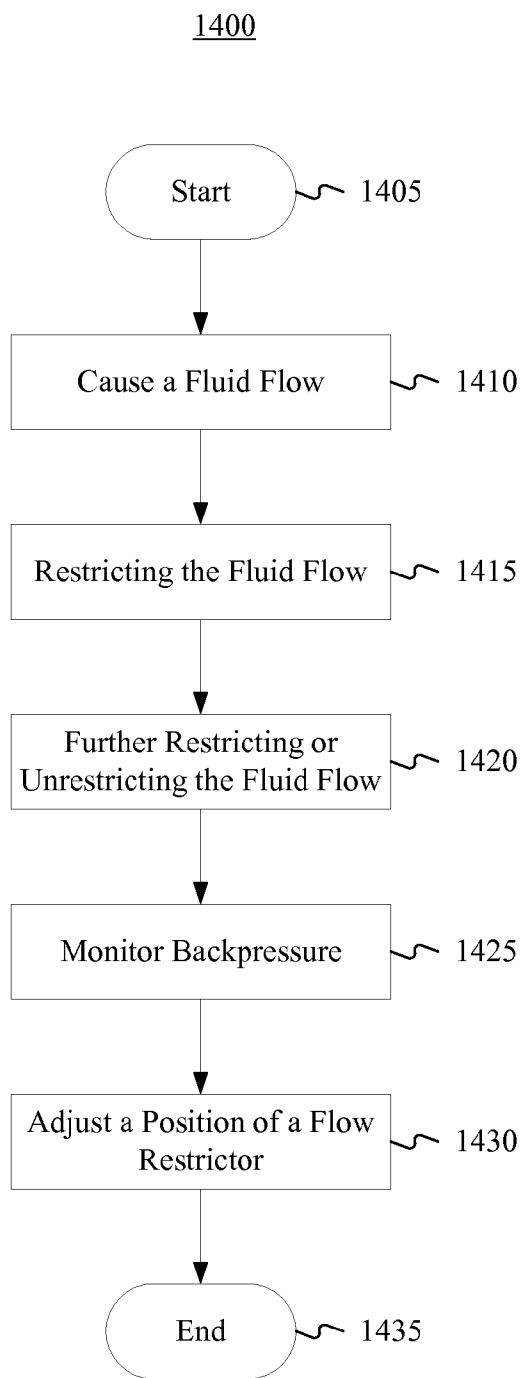 1400
Start
1405
Cause a Fluid Flow
1410
Restricting the Fluid Flow
1415
Further Restricting or
Unrestricting the Fluid Flow
1420
Monitor Backpressure
1425
Adjust a Position of a Flow
Restrictor
1430
End
1435